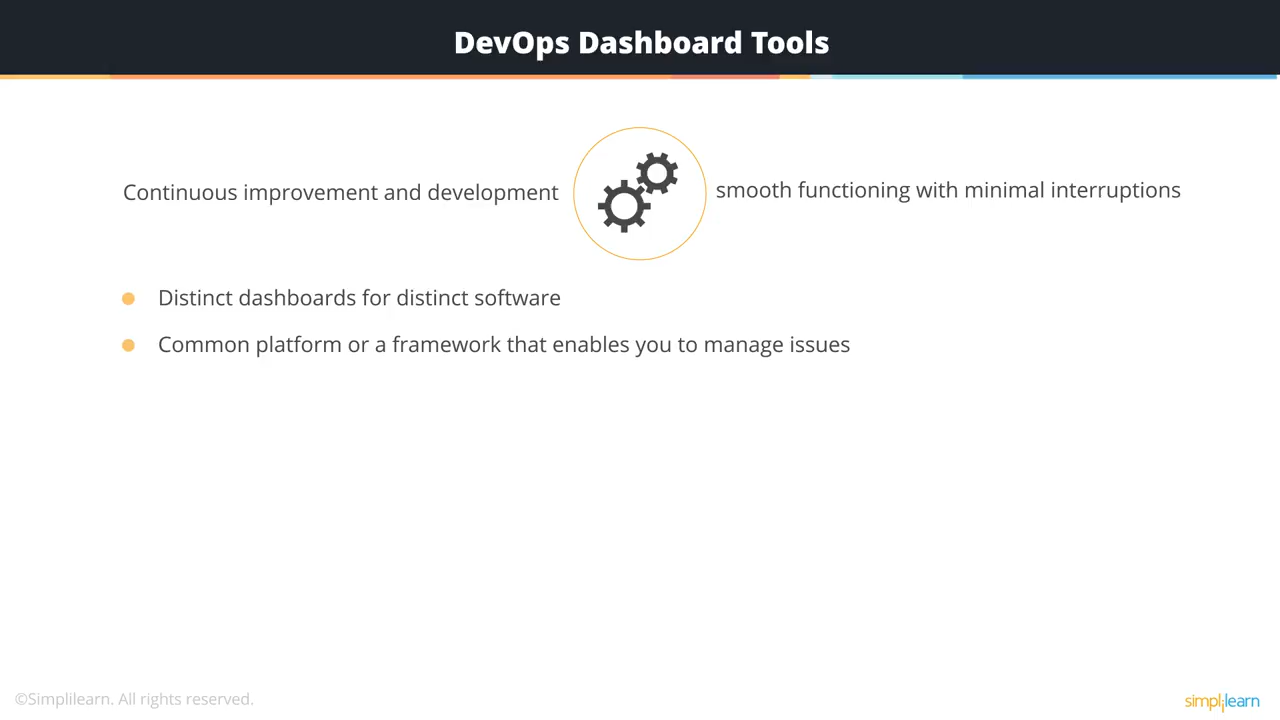 DevOps Dashboard Tools
Continuous improvement and development
smooth functioning with minimal interruptions
Distinct dashboards for distinct software
Common platform or a framework that enables you to manage issues
©Simplilearn. All rights reserved.
simplilearn